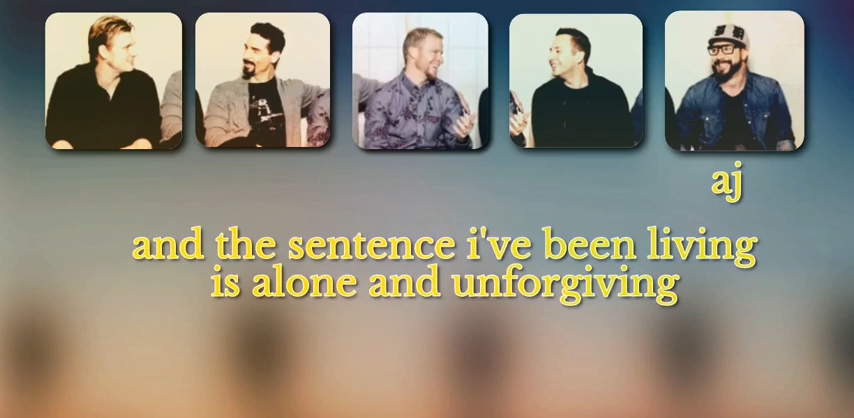 aj
and the sentence i've been living
is alone and unforgiving